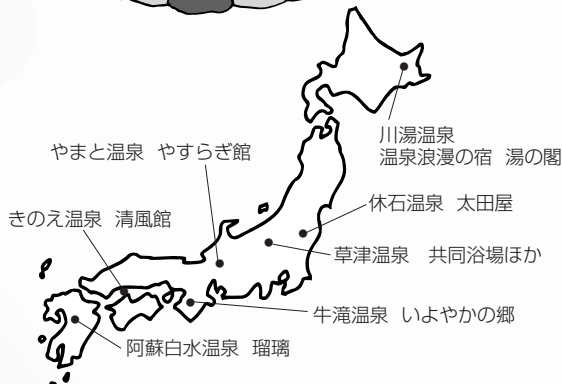 川湯温泉
温泉浪漫の宿 湯の閣
やまと温泉 やすらぎ館
休石温泉 太田屋
きのえ温泉 清風館
草津温泉 共同浴場ほか
牛滝温泉 いよやかの郷
阿蘇白水温泉 瑠璃